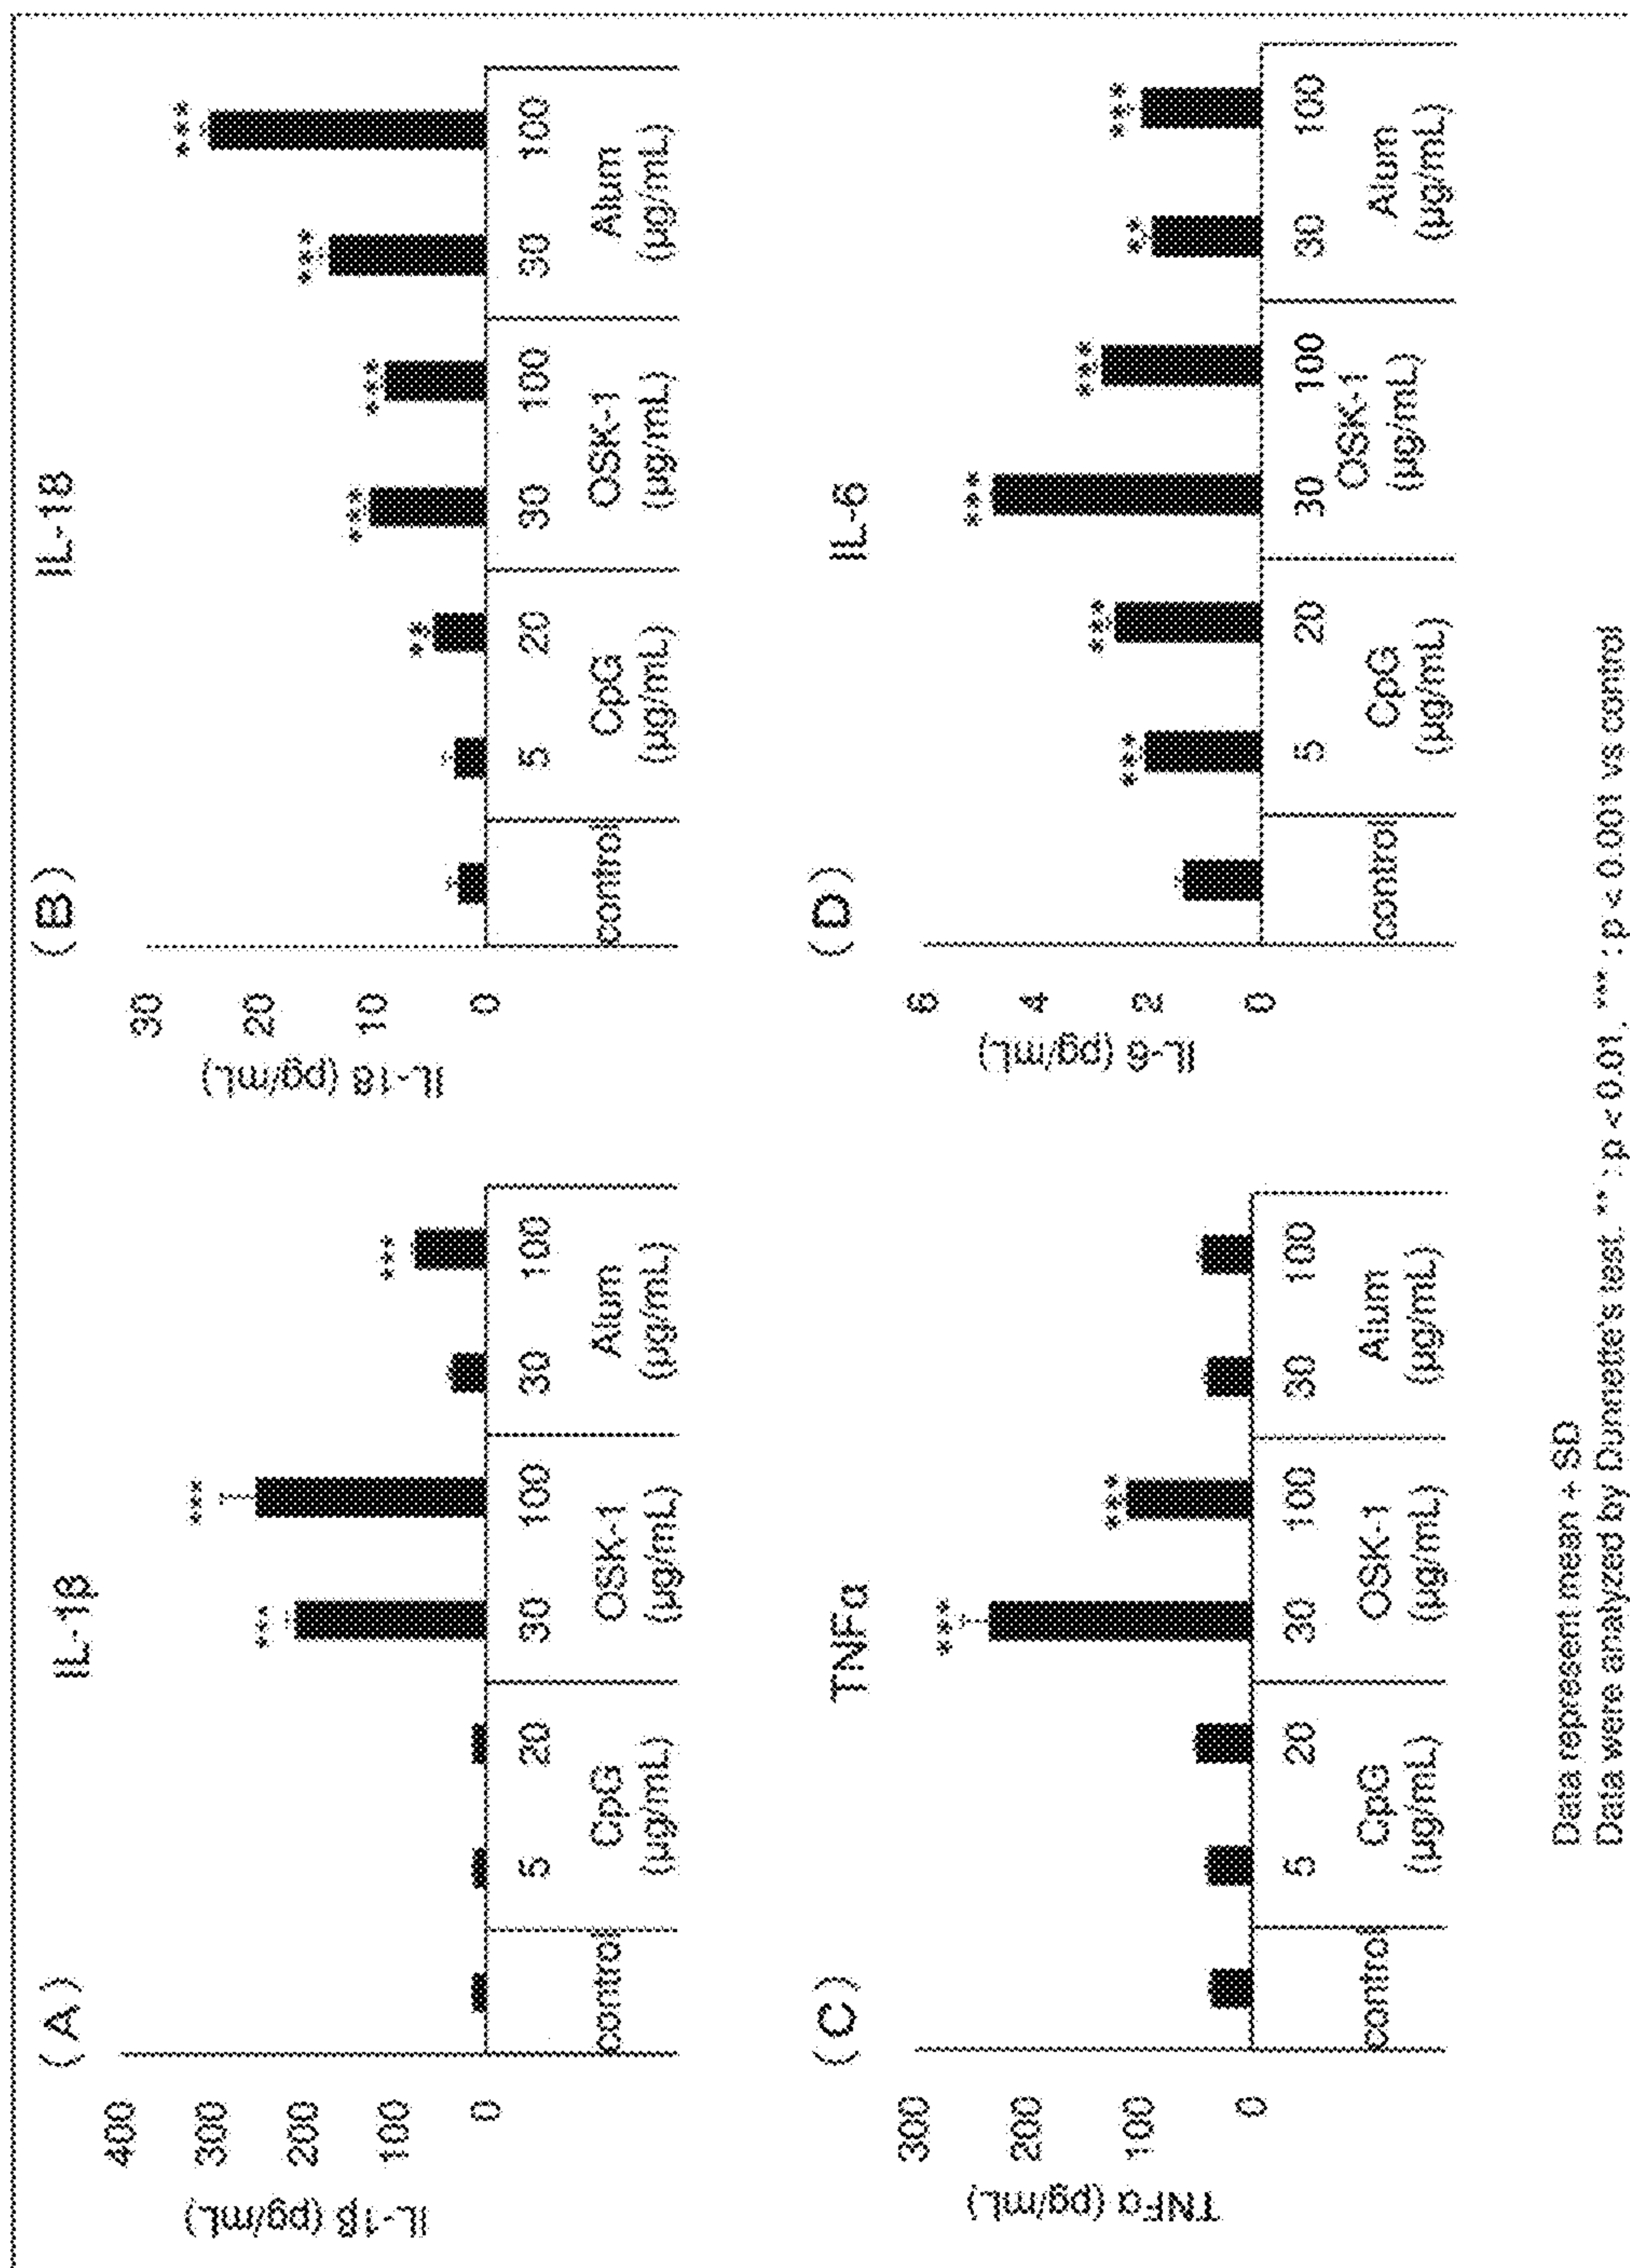 (A)
IL-1β
IL-1β (pg/mL)
400
300
200
100
0
***
***
***
5 20 30 100 30 100
control CpG OSK-1 Alum
(µg/mL) (µg/mL) (µg/mL)
(B)
IL-18
IL-18 (pg/mL)
30
20
10
0
**
***
***
***
***
5 20 30 100 30 100
control CpG OSK-1 Alum
(µg/mL) (µg/mL) (µg/mL)
(C)
TNFα
TNFα (pg/mL)
300
200
100
0
***
***
5 20 30 100 30 100
control CpG OSK-1 Alum
(µg/mL) (µg/mL) (µg/mL)
(D)
IL-6
IL-6 (pg/mL)
6
4
2
0
***
***
***
***
**
***
5 20 30 100 30 100
control CpG OSK-1 Alum
(µg/mL) (µg/mL) (µg/mL)
Data represent mean + SD
Data were analyzed by Dunnette's test. ** : p < 0.01, *** : p < 0.001 vs control